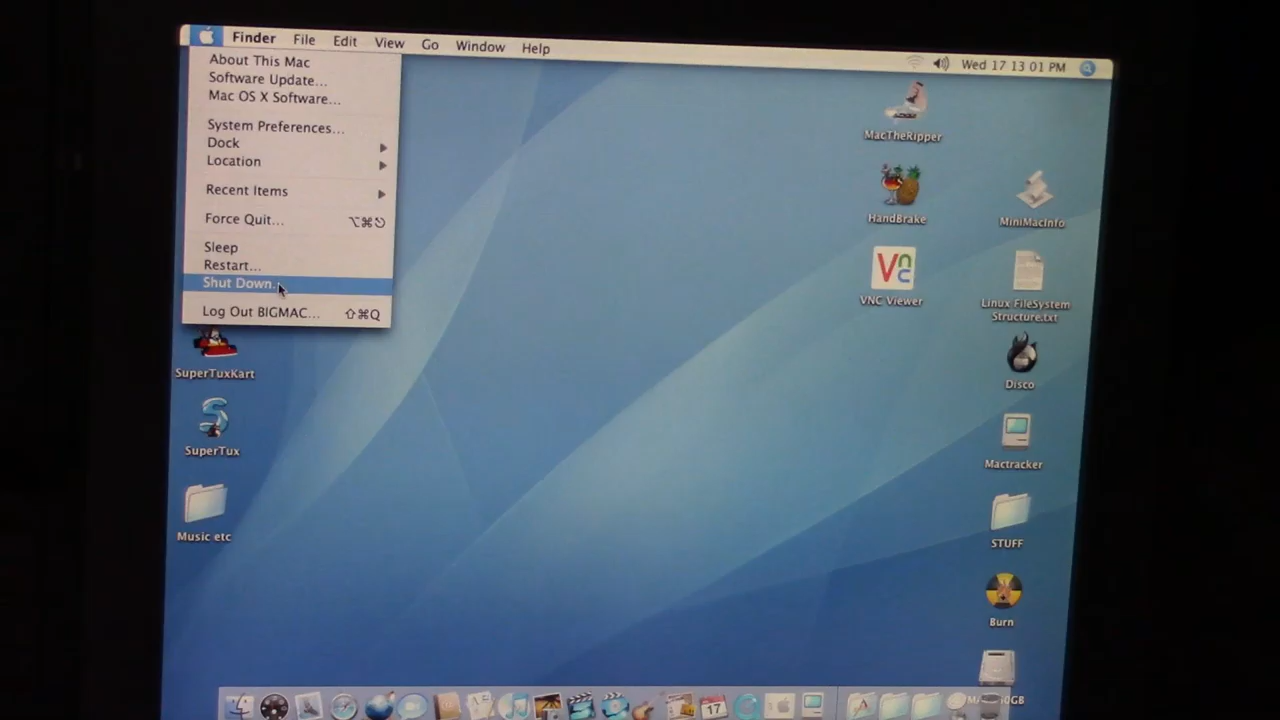 Finder File Edit View Go Window Help
Wed 17 13 01 PM
About This Mac
Software Update...
Mac OS X Software...
System Preferences...
Dock
Location
Recent Items
Force Quit... ⌥⌘⎋
Sleep
Restart...
Shut Down...
Log Out BIGMAC... ⇧⌘Q
MacTheRipper
HandBrake
MiniMacInfo
VNC
VNC Viewer
Linux FileSystem
Structure.txt
SuperTuxKart
Disco
SuperTux
Mactracker
Music etc
STUFF
Burn
17